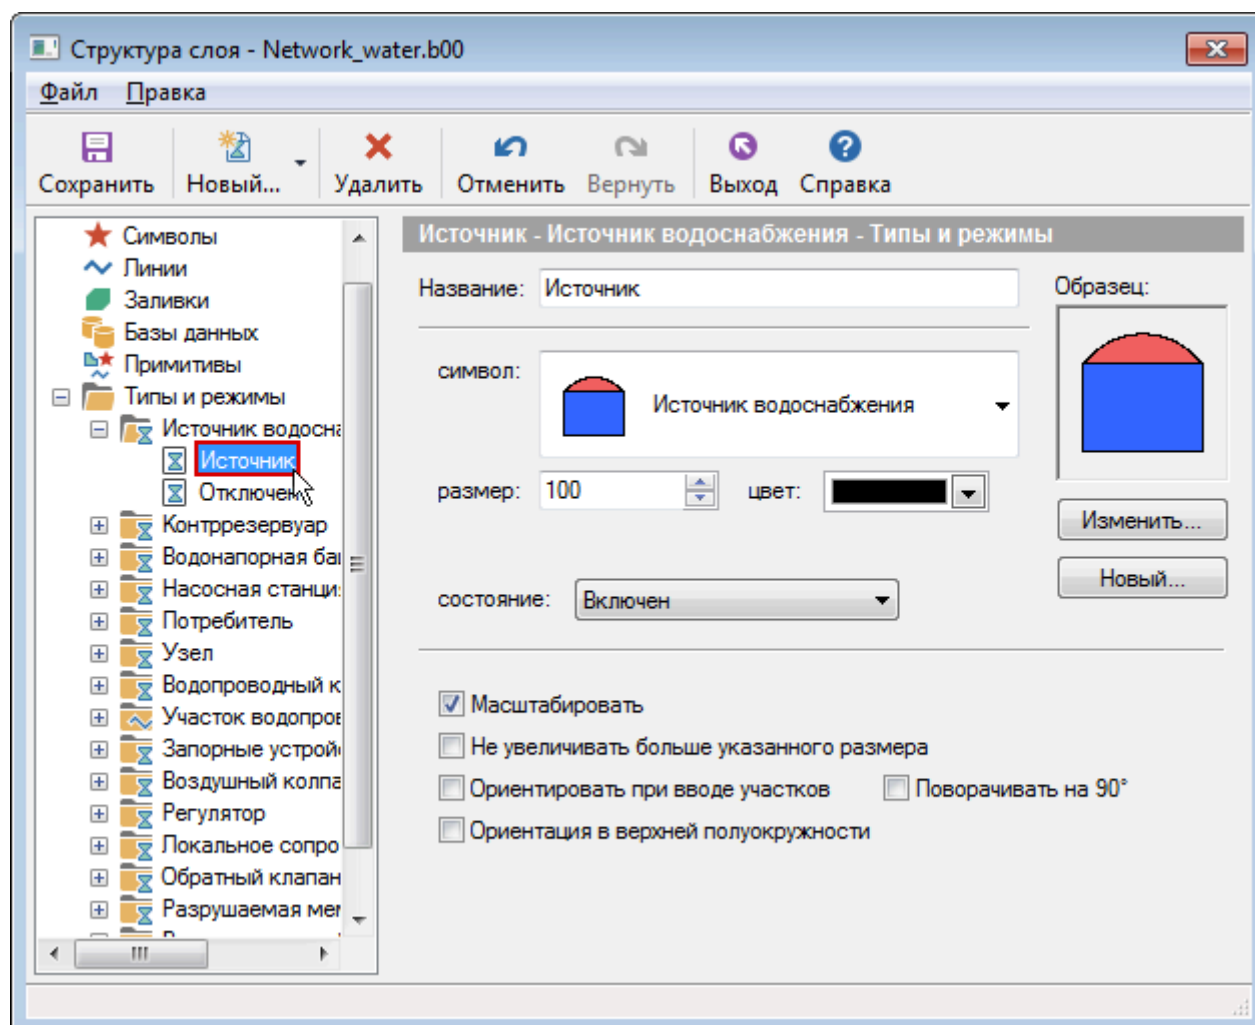 Структура слоя - Network_water.b00
Файл Правка
Сохранить Новый... Удалить Отменить Вернуть Выход Справка
Символы
Линии
Заливки
Базы данных
Примитивы
Типы и режимы
Источник водосна
Источник
Отключен
Контррезервуар
Водонапорная ба
Насосная станци
Потребитель
Узел
Водопроводный к
Участок водопров
Запорные устрой
Воздушный колпа
Регулятор
Локальное сопро
Обратный клапан
Разрушаемая ме
Источник - Источник водоснабжения - Типы и режимы
Название: Источник
Образец:
символ: Источник водоснабжения
размер: 100 цвет:
Изменить...
Новый...
состояние: Включен
Масштабировать
Не увеличивать больше указанного размера
Ориентировать при вводе участков Поворачивать на 90°
Ориентация в верхней полуокружности